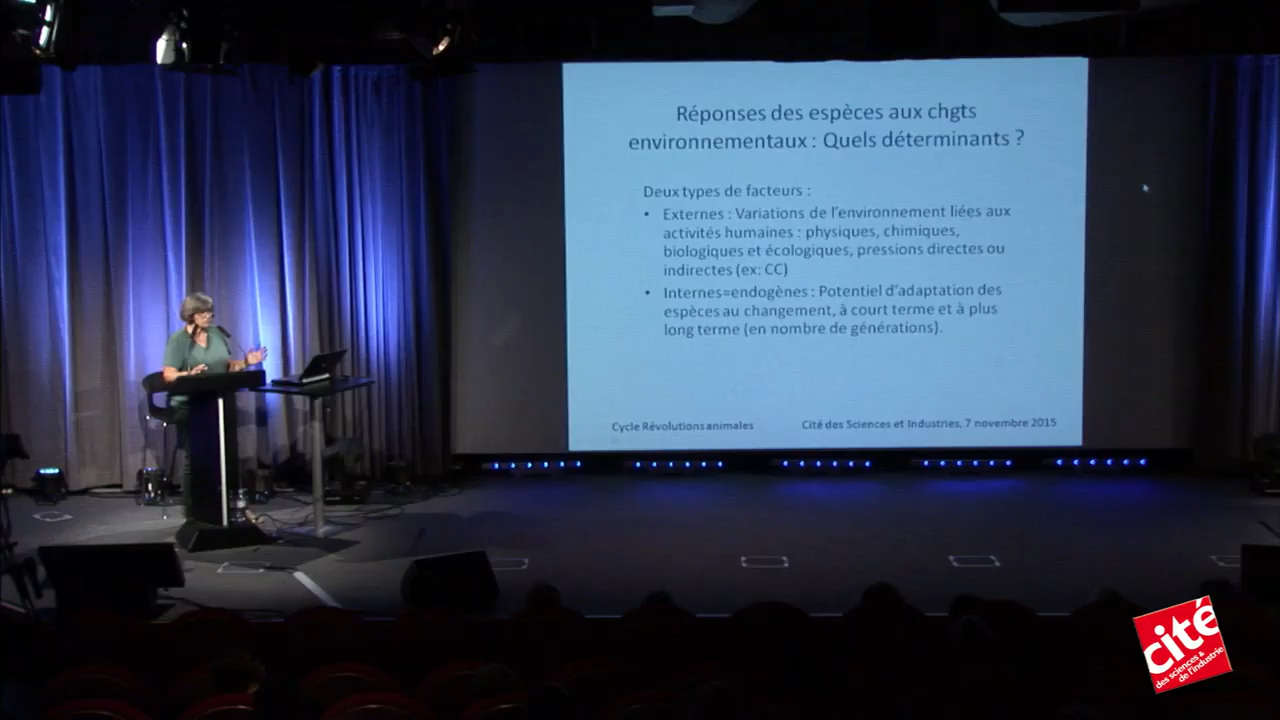 Réponses des espèces aux chgts
environnementaux : Quels déterminants ?
Deux types de facteurs :
• Externes : Variations de l'environnement liées aux
activités humaines : physiques, chimiques,
biologiques et écologiques, pressions directes ou
indirectes (ex: CC)
• Internes=endogènes : Potentiel d'adaptation des
espèces au changement, à court terme et à plus
long terme (en nombre de générations).
Cycle Révolutions animales
Cité des Sciences et Industries, 7 novembre 2015
cité
des sciences &
de l'industrie